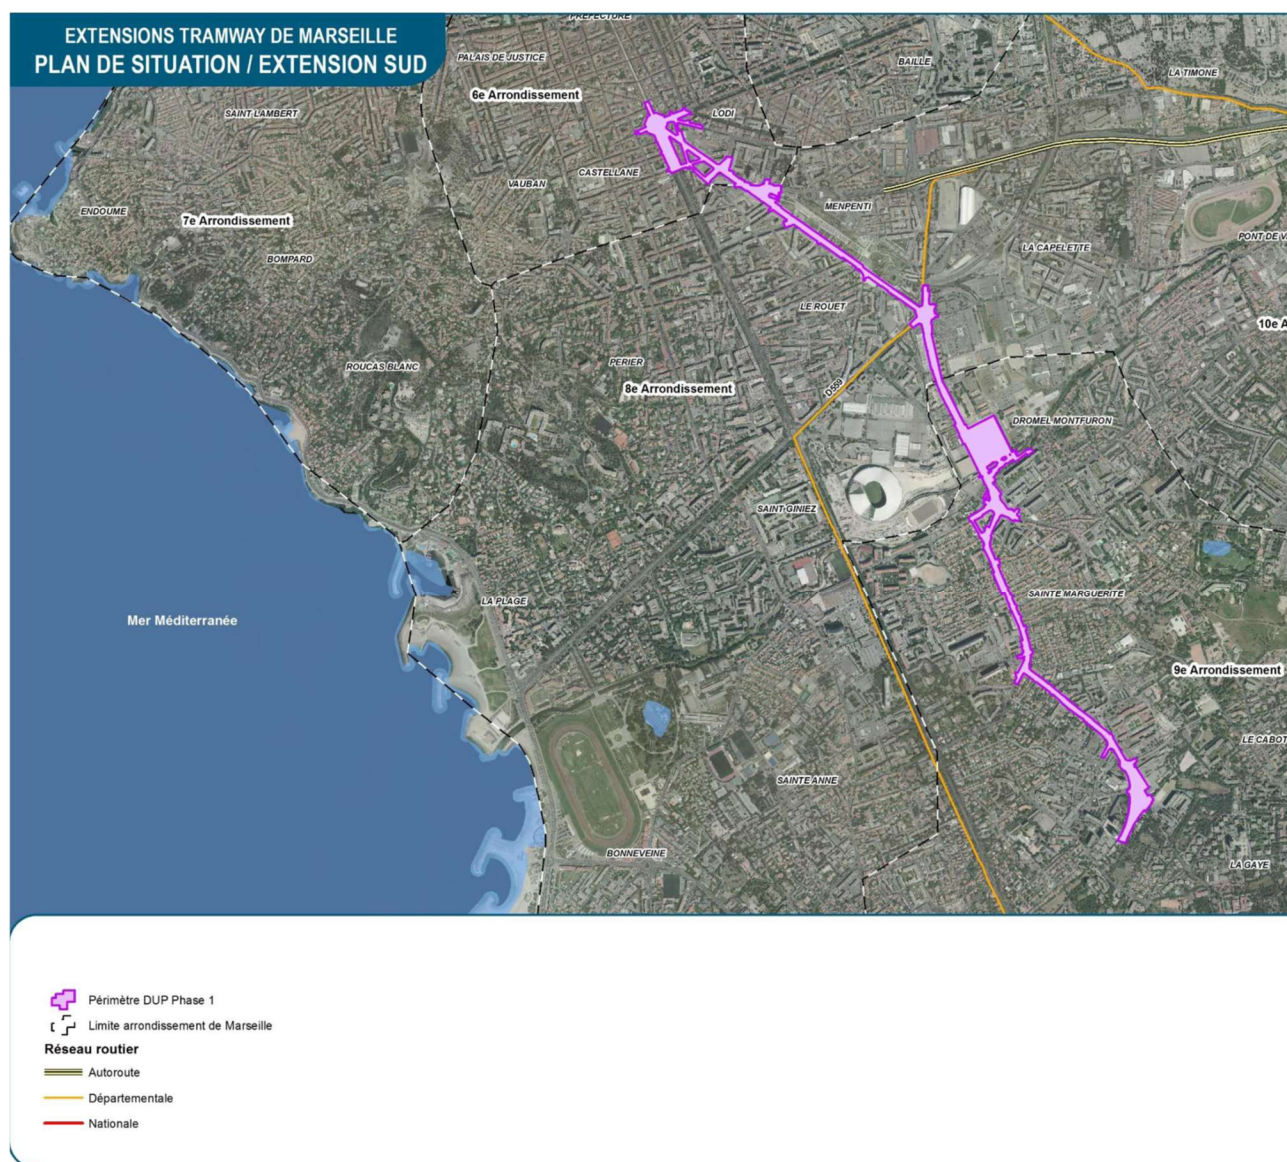 EXTENSIONS TRAMWAY DE MARSEILLE
PLAN DE SITUATION / EXTENSION SUD
PREFECTURE
PALAIS DE JUSTICE
BAILLE
LA TIMONE
6e Arrondissement
SAINT LAMBERT
LODI
CASTELLANE
VAUBAN
ENDOUME
7e Arrondissement
MENPENTI
LA CAPELETTE
PONT DE V
BOMPARD
LE ROUET
10e A
ROUCAS BLANC
PERIER
8e Arrondissement
D559
DROMEL MONTFURON
SAINT GINIEZ
SAINTE MARGUERITE
LA PLAGE
Mer Méditerranée
9e Arrondissement
LE CABOT
SAINTE ANNE
BONNEVEINE
LA GAYE
Périmètre DUP Phase 1
Limite arrondissement de Marseille
Réseau routier
Autoroute
Départementale
Nationale